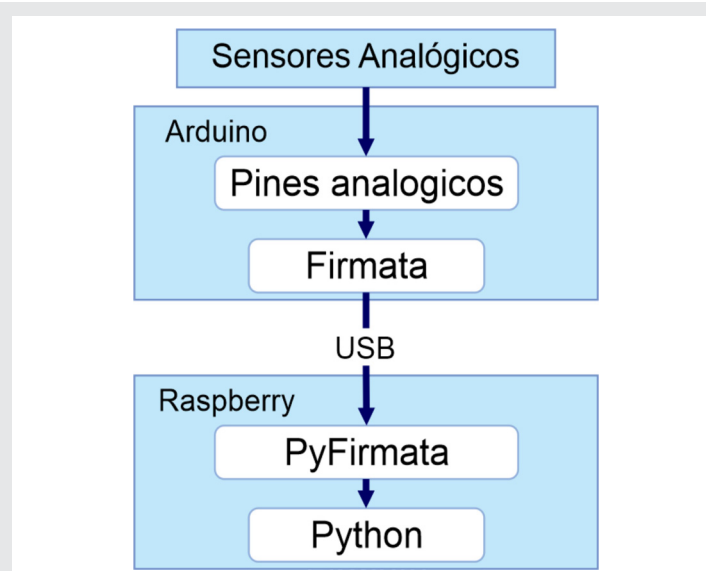 Sensores Analógicos
Arduino
Pines analogicos
Firmata
USB
Raspberry
PyFirmata
Python